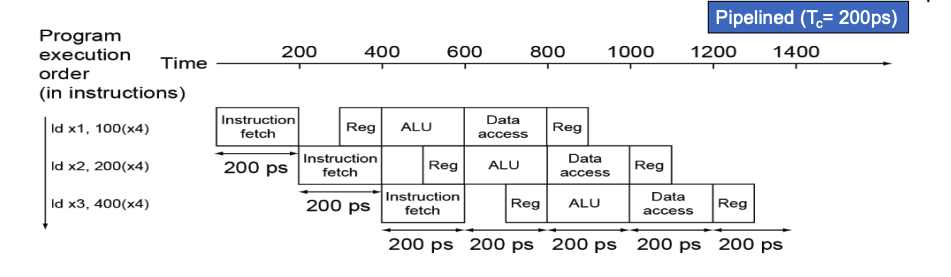 Pipelined (Tc= 200ps)
Program
execution
order
(in instructions)
Time
200 400 600 800 1000 1200 1400
ld x1, 100(x4)
Instruction
fetch
Reg
ALU
Data
access
Reg
200 ps
ld x2, 200(x4)
Instruction
fetch
Reg
ALU
Data
access
Reg
200 ps
ld x3, 400(x4)
Instruction
fetch
Reg
ALU
Data
access
Reg
200 ps 200 ps 200 ps 200 ps 200 ps